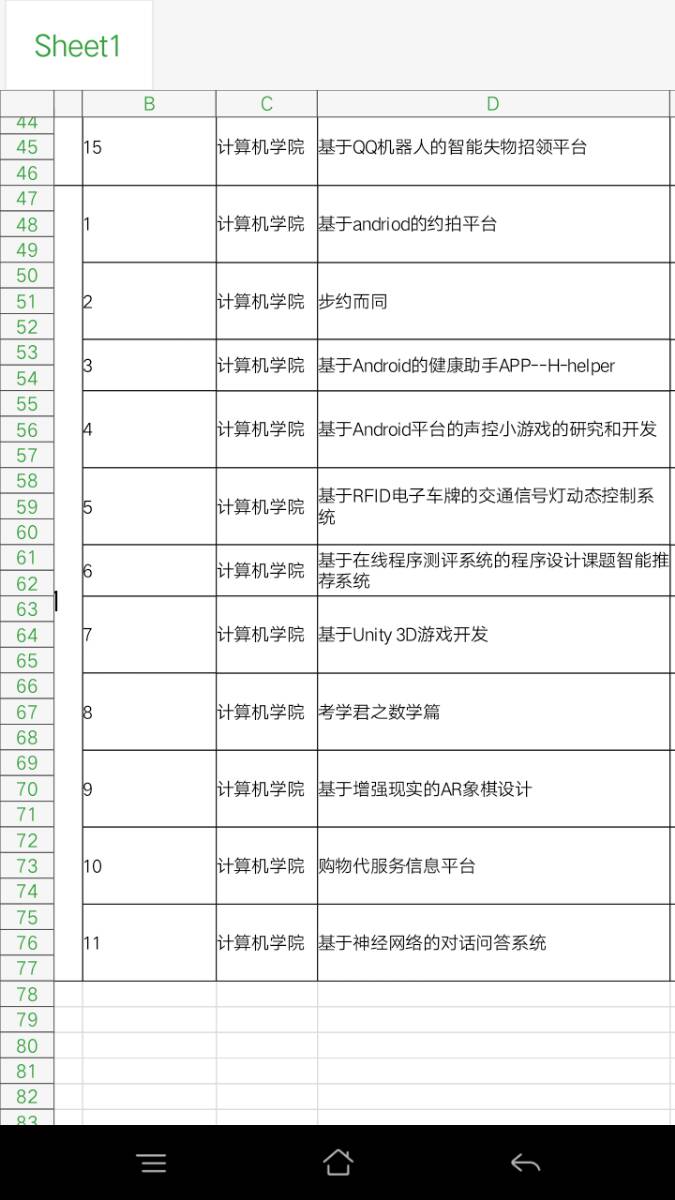 Sheet1
B C D
44
45 15 计算机学院 基于QQ机器人的智能失物招领平台
46
47
48 1 计算机学院 基于andriod的约拍平台
49
50
51 2 计算机学院 步约而同
52
53
3 计算机学院 基于Android的健康助手APP--H-helper
54
55
56 4 计算机学院 基于Android平台的声控小游戏的研究和开发
57
58
59 5 计算机学院 基于RFID电子车牌的交通信号灯动态控制系
统
60
61
6 计算机学院 基于在线程序测评系统的程序设计课题智能推
62 荐系统
63
64 7 计算机学院 基于Unity 3D游戏开发
65
66
67 8 计算机学院 考学君之数学篇
68
69
70 9 计算机学院 基于增强现实的AR象棋设计
71
72
73 10 计算机学院 购物代服务信息平台
74
75
76 11 计算机学院 基于神经网络的对话问答系统
77
78
79
80
81
82
83